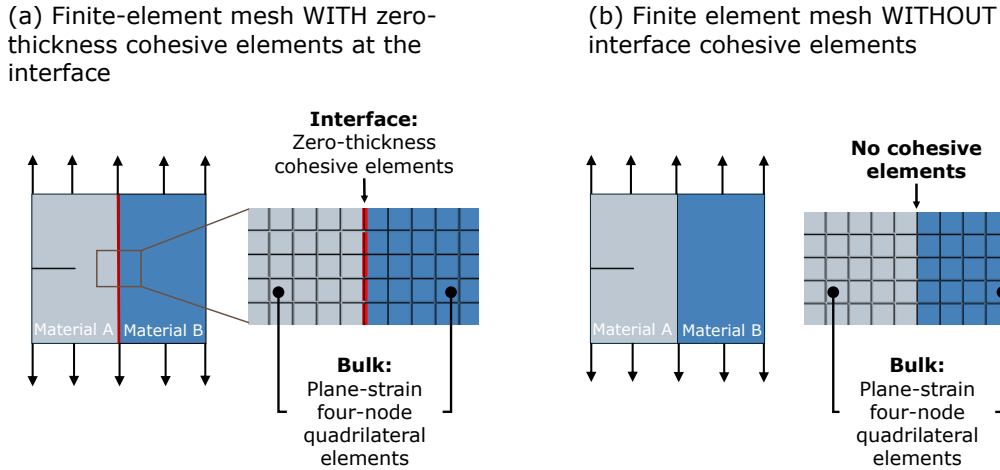 (a) Finite-element mesh WITH zero-
thickness cohesive elements at the
interface
Interface:
Zero-thickness
cohesive elements
Material A
Material B
Bulk:
Plane-strain
four-node
quadrilateral
elements
(b) Finite element mesh WITHOUT
interface cohesive elements
No cohesive
elements
Material A
Material B
Bulk:
Plane-strain
four-node
quadrilateral
elements